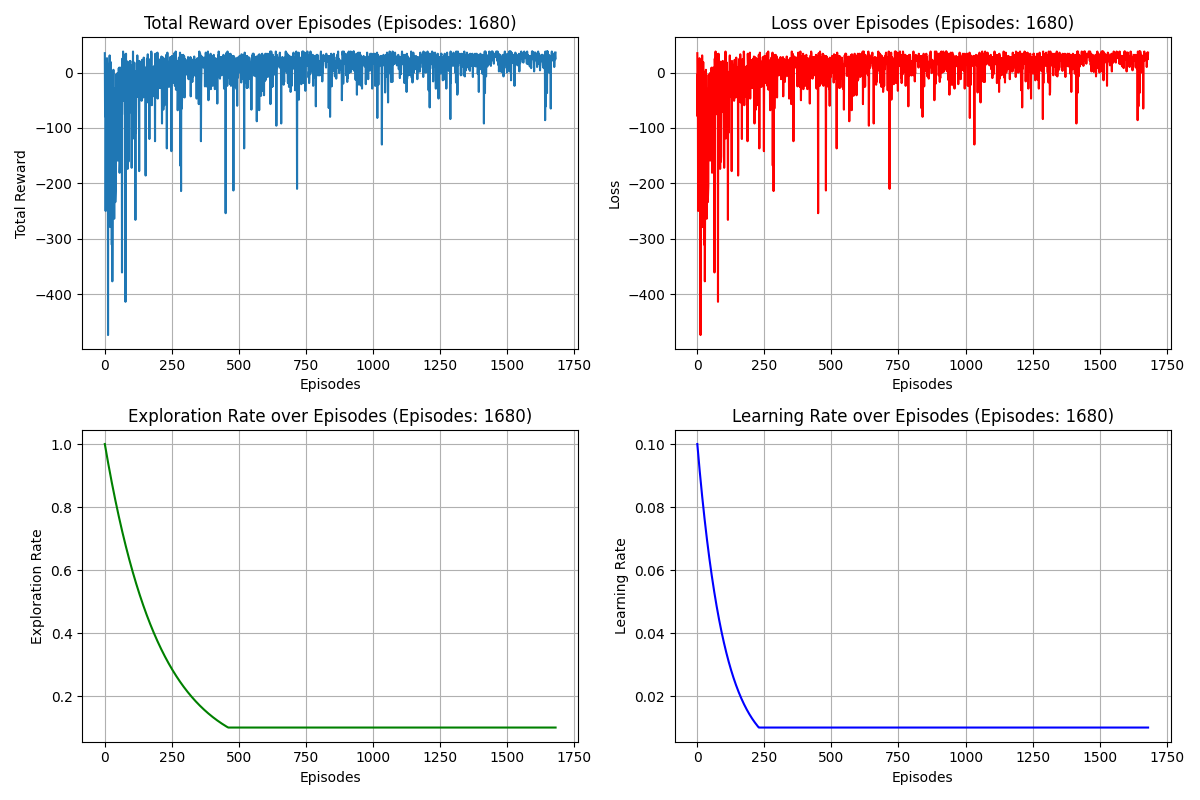 Total Reward over Episodes (Episodes: 1680)
Total Reward
0
−100
−200
−300
−400
0 250 500 750 1000 1250 1500 1750
Episodes
Loss over Episodes (Episodes: 1680)
Loss
0
−100
−200
−300
−400
0 250 500 750 1000 1250 1500 1750
Episodes
Exploration Rate over Episodes (Episodes: 1680)
Exploration Rate
1.0
0.8
0.6
0.4
0.2
0 250 500 750 1000 1250 1500 1750
Episodes
Learning Rate over Episodes (Episodes: 1680)
Learning Rate
0.10
0.08
0.06
0.04
0.02
0 250 500 750 1000 1250 1500 1750
Episodes